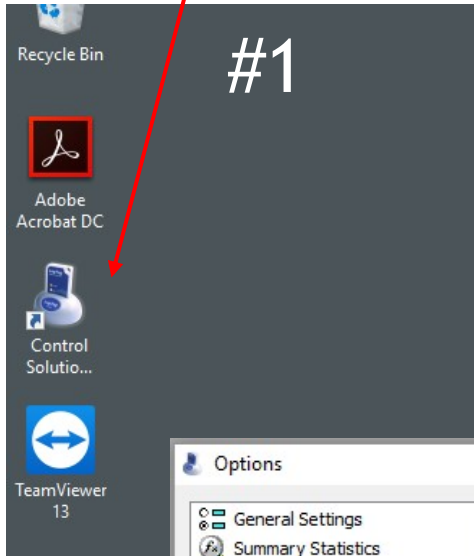 Recycle Bin
#1
Adobe
Acrobat DC
Control
Solutio...
TeamViewer
13
Options
General Settings
Summary Statistics